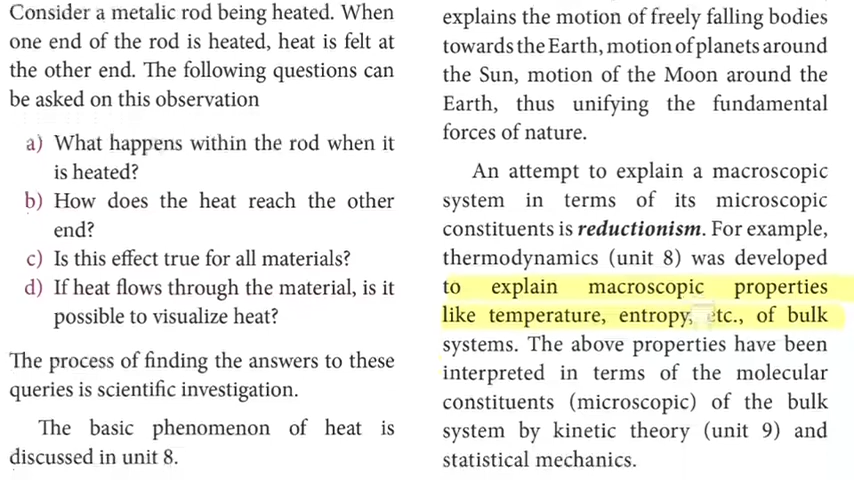 Consider a metalic rod being heated. When
one end of the rod is heated, heat is felt at
the other end. The following questions can
be asked on this observation
a) What happens within the rod when it
is heated?
b) How does the heat reach the other
end?
c) Is this effect true for all materials?
d) If heat flows through the material, is it
possible to visualize heat?
The process of finding the answers to these
queries is scientific investigation.
The basic phenomenon of heat is
discussed in unit 8.
explains the motion of freely falling bodies
towards the Earth, motion of planets around
the Sun, motion of the Moon around the
Earth, thus unifying the fundamental
forces of nature.
An attempt to explain a macroscopic
system in terms of its microscopic
constituents is reductionism. For example,
thermodynamics (unit 8) was developed
to explain macroscopic properties
like temperature, entropy, etc., of bulk
systems. The above properties have been
interpreted in terms of the molecular
constituents (microscopic) of the bulk
system by kinetic theory (unit 9) and
statistical mechanics.